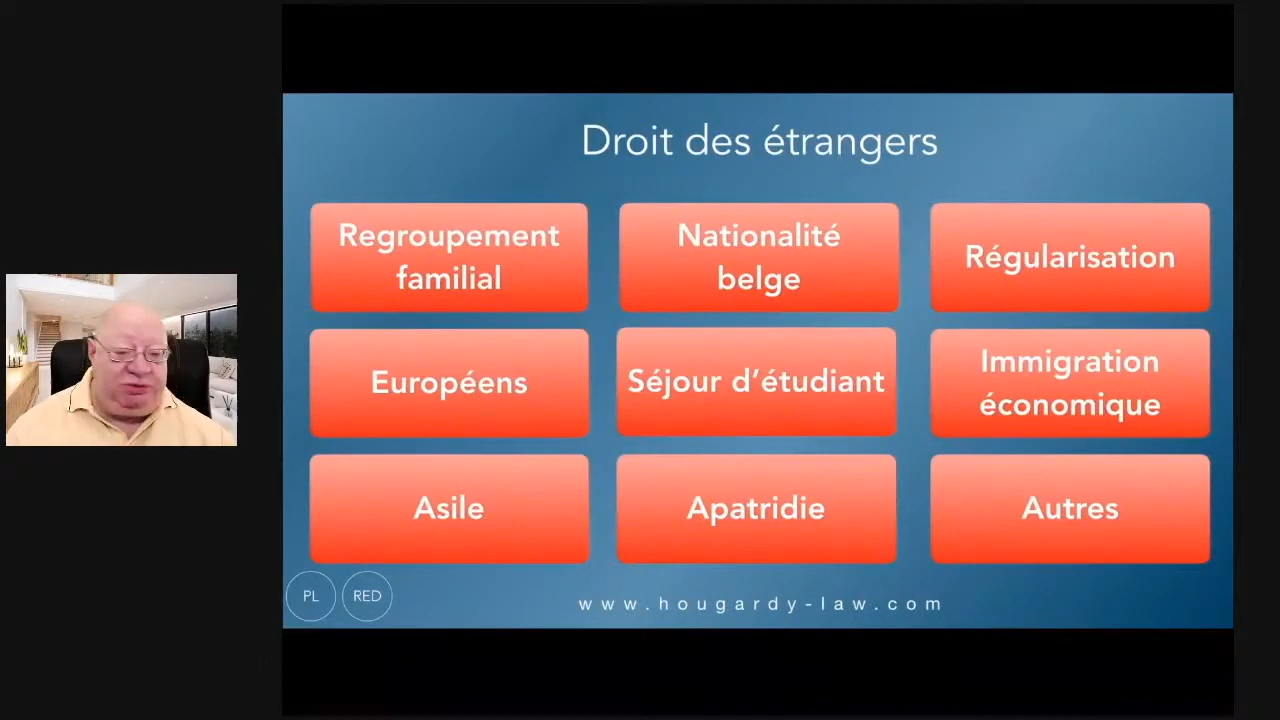 Droit des étrangers
Regroupement
familial
Nationalité
belge
Régularisation
Européens
Séjour d’étudiant
Immigration
économique
Asile
Apatridie
Autres
PL
RED
www.hougardy-law.com